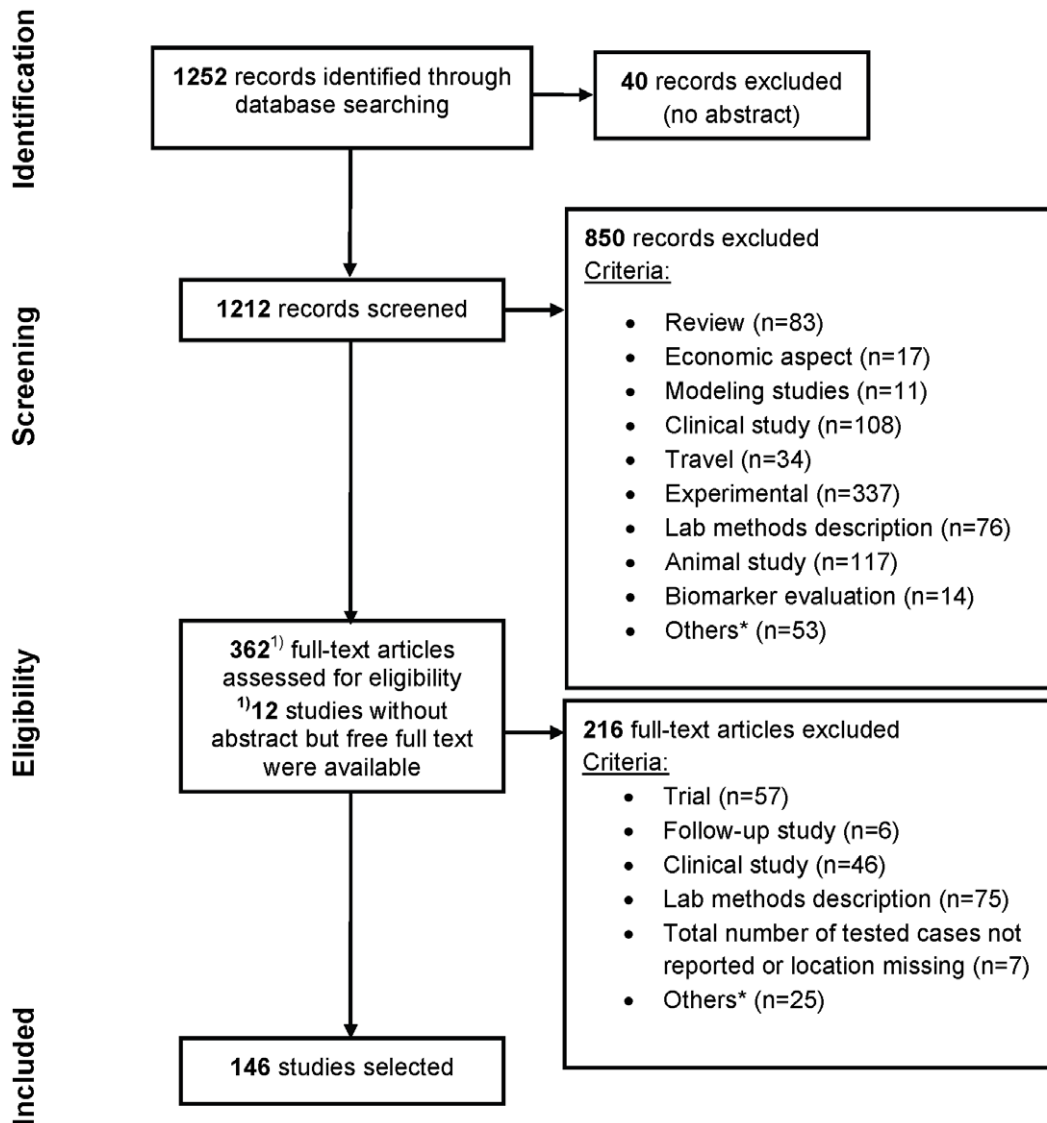 Identification
1252 records identified through
database searching
40 records excluded
(no abstract)
Screening
1212 records screened
850 records excluded
Criteria:
• Review (n=83)
• Economic aspect (n=17)
• Modeling studies (n=11)
• Clinical study (n=108)
• Travel (n=34)
• Experimental (n=337)
• Lab methods description (n=76)
• Animal study (n=117)
• Biomarker evaluation (n=14)
• Others* (n=53)
Eligibility
362¹⁾ full-text articles
assessed for eligibility
¹⁾12 studies without
abstract but free full text
were available
216 full-text articles excluded
Criteria:
• Trial (n=57)
• Follow-up study (n=6)
• Clinical study (n=46)
• Lab methods description (n=75)
• Total number of tested cases not
reported or location missing (n=7)
• Others* (n=25)
Included
146 studies selected